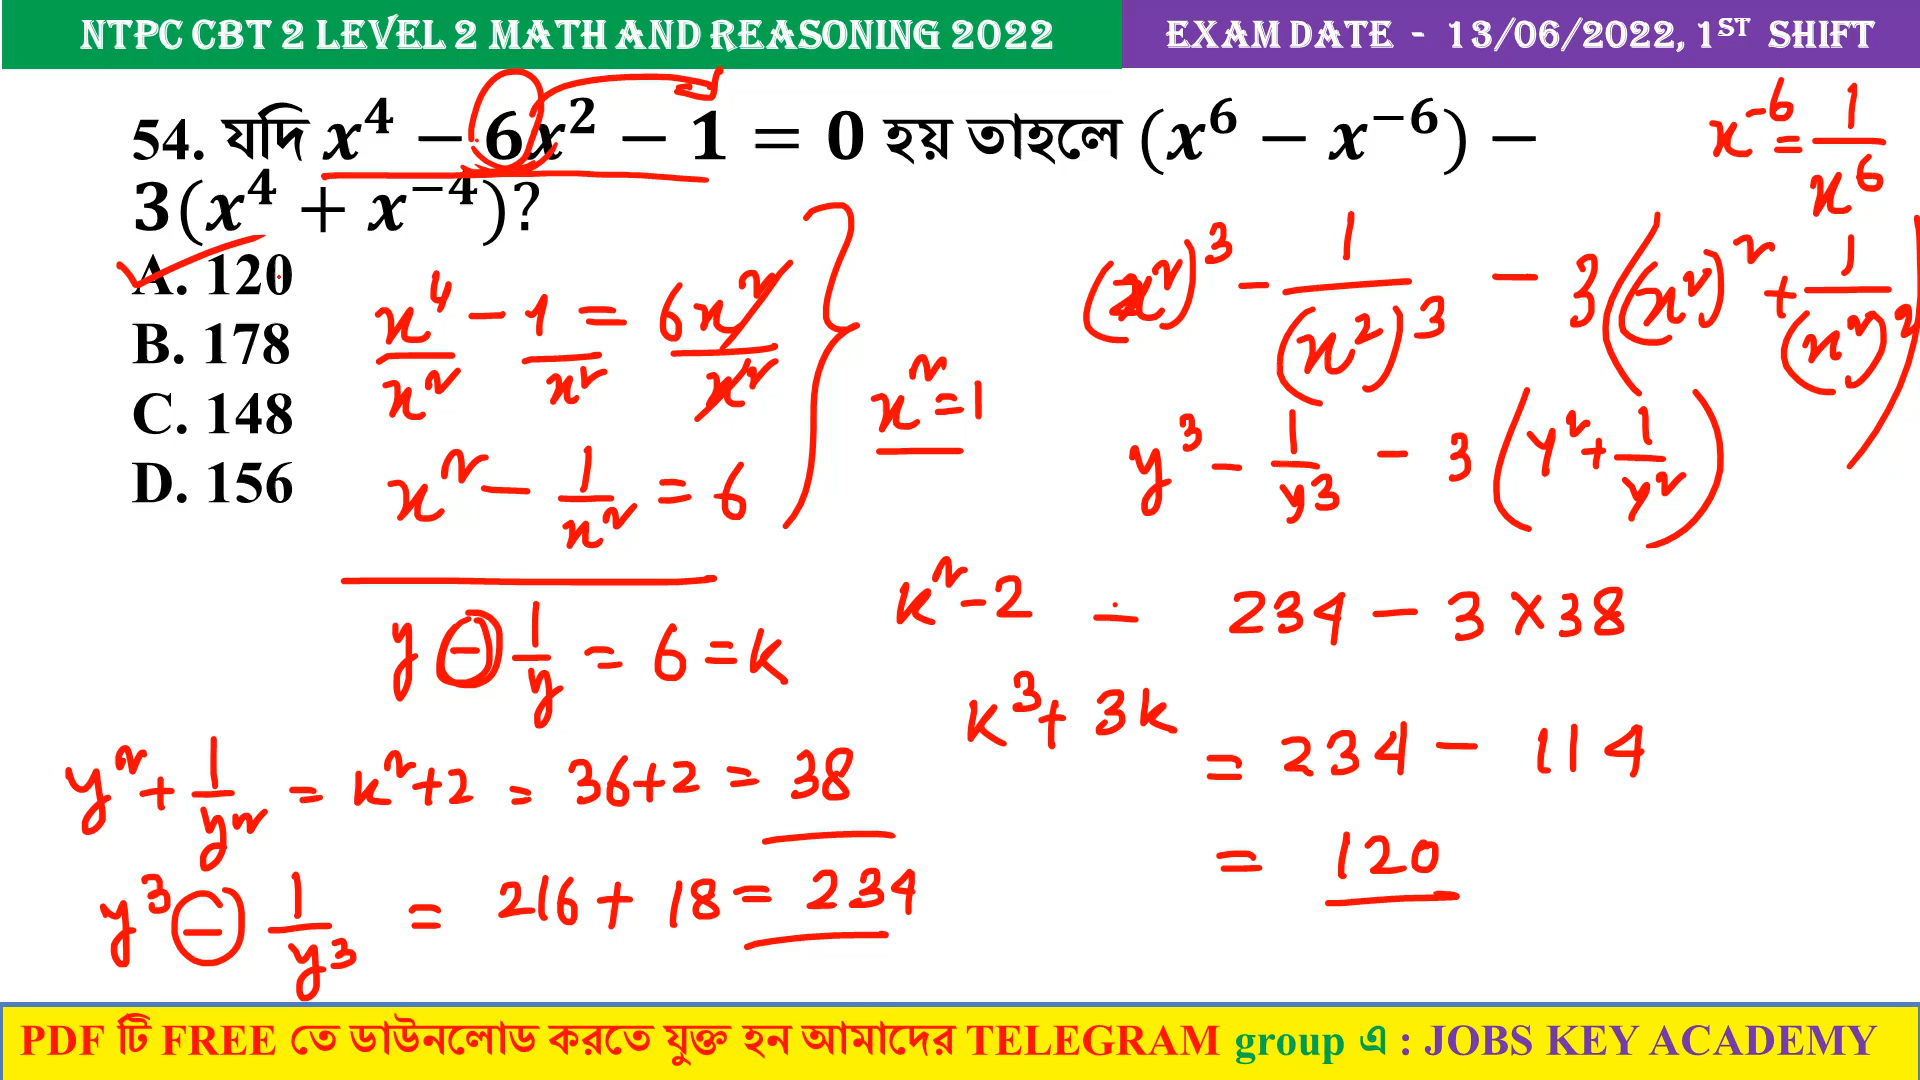 NTPC CBT 2 LEVEL 2 MATH AND REASONING 2022
EXAM DATE - 13/06/2022, 1ST SHIFT
54. যদি x⁴ − 6x² − 1 = 0 হয় তাহলে (x⁶ − x⁻⁶) −
3(x⁴ + x⁻⁴)?
A. 120
B. 178
C. 148
D. 156
x⁻⁶ = 1/x⁶
x⁴/x² − 1/x² = 6x²/x²
x² − 1/x² = 6
x² = 1
y − 1/y = 6 = k
y² + 1/y² = k² + 2 = 36 + 2 = 38
y³ − 1/y³ = 216 + 18 = 234
(x²)³ − 1/(x²)³ − 3((x²)² + 1/(x²)²)
y³ − 1/y³ − 3(y² + 1/y²)
k² − 2
k³ + 3k
234 − 3 × 38
= 234 − 114
= 120
PDF টি FREE তে ডাউনলোড করতে যুক্ত হন আমাদের TELEGRAM group এ : JOBS KEY ACADEMY